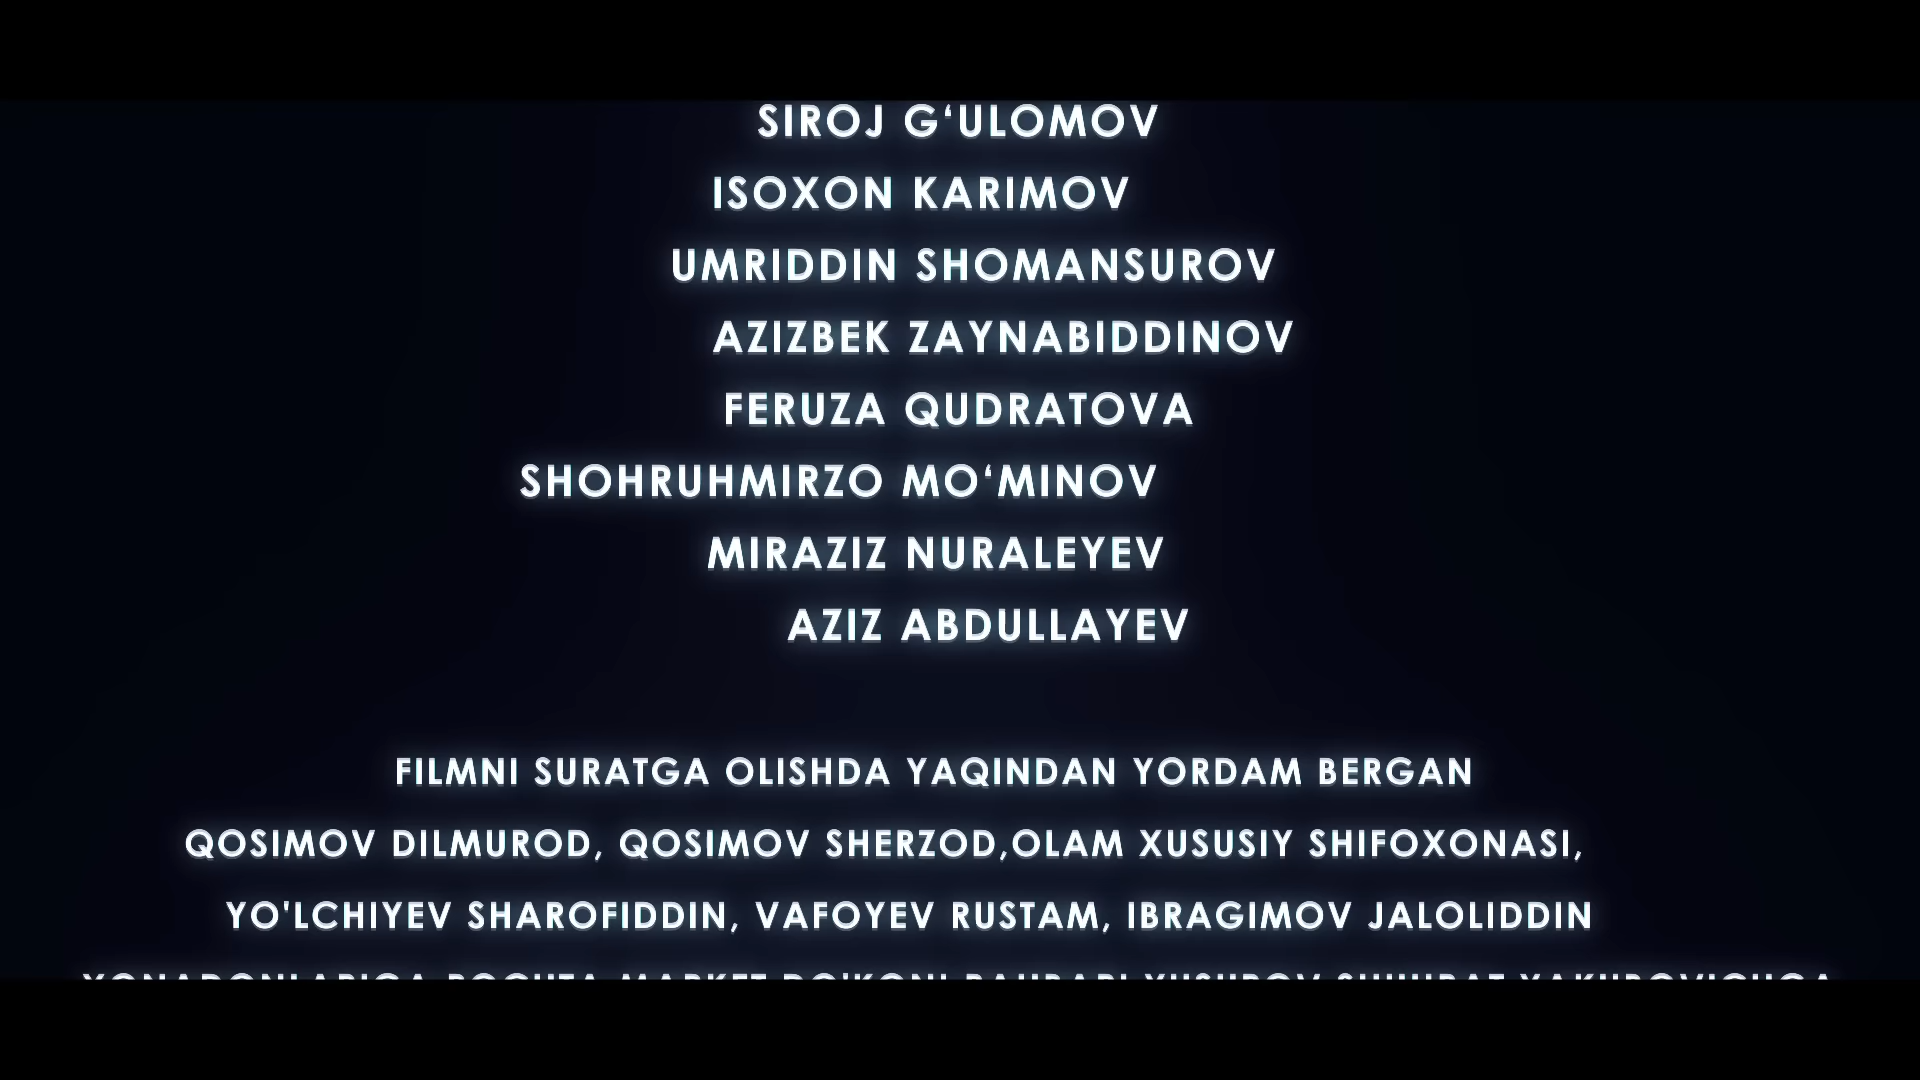 SIROJ G‘ULOMOV
ISOXON KARIMOV
UMRIDDIN SHOMANSUROV
AZIZBEK ZAYNABIDDINOV
FERUZA QUDRATOVA
SHOHRUHMIRZO MO‘MINOV
MIRAZIZ NURALEYEV
AZIZ ABDULLAYEV
FILMNI SURATGA OLISHDA YAQINDAN YORDAM BERGAN
QOSIMOV DILMUROD, QOSIMOV SHERZOD,OLAM XUSUSIY SHIFOXONASI,
YO'LCHIYEV SHAROFIDDIN, VAFOYEV RUSTAM, IBRAGIMOV JALOLIDDIN